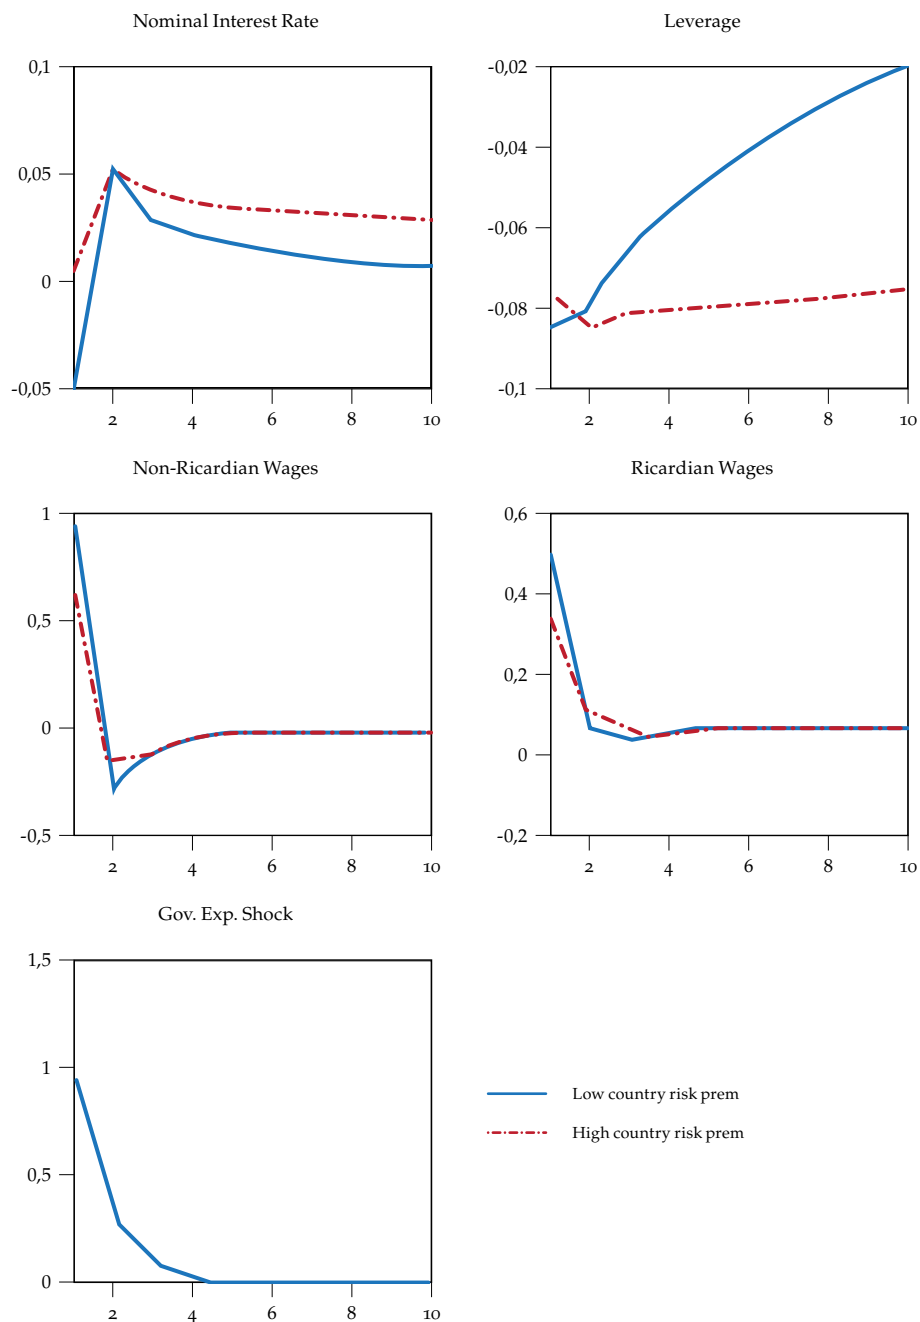 Nominal Interest Rate
0,1
0,05
0
-0,05
2 4 6 8 10
Leverage
-0,02
-0,04
-0,06
-0,08
-0,1
2 4 6 8 10
Non-Ricardian Wages
1
0,5
0
-0,5
2 4 6 8 10
Ricardian Wages
0,6
0,4
0,2
0
-0,2
2 4 6 8 10
Gov. Exp. Shock
1,5
1
0,5
0
2 4 6 8 10
Low country risk prem
High country risk prem